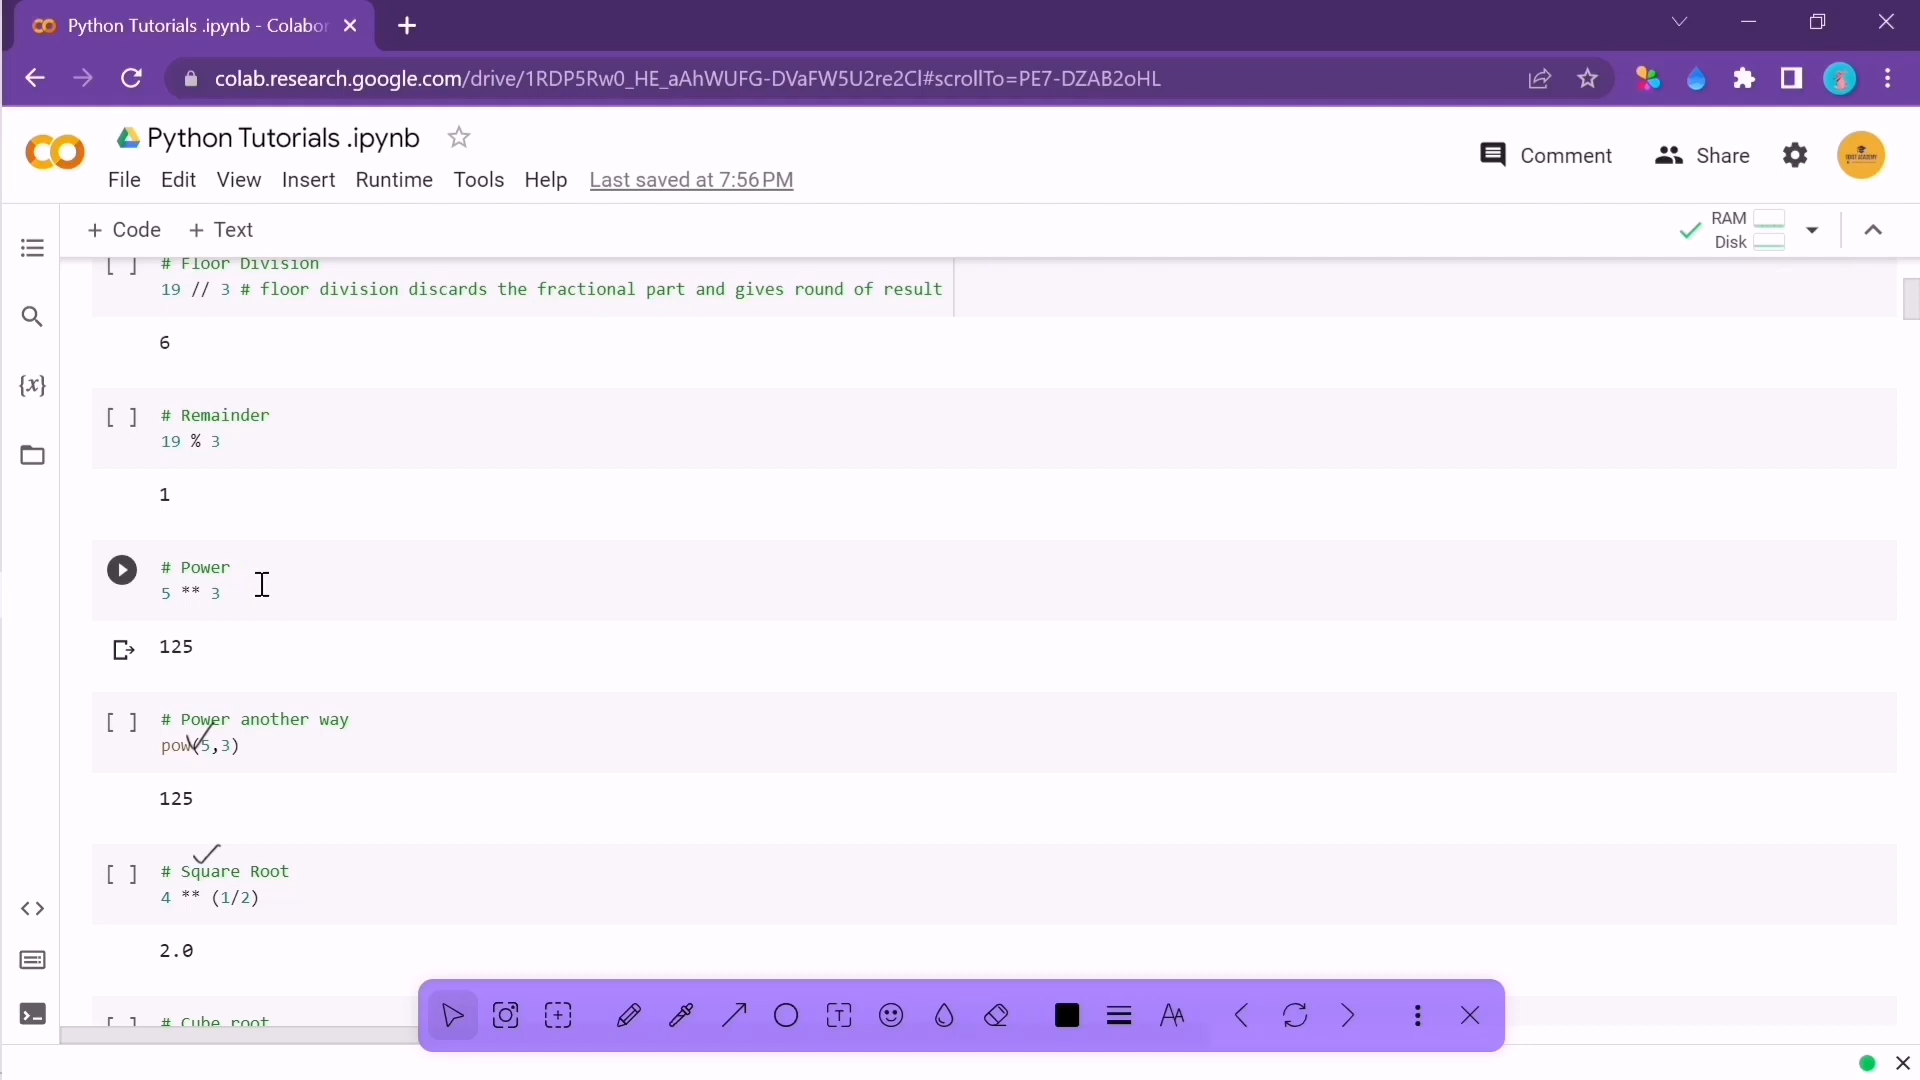 Python Tutorials .ipynb - Colabor
colab.research.google.com/drive/1RDP5Rw0_HE_aAhWUFG-DVaFW5U2re2Cl#scrollTo=PE7-DZAB2oHL
Python Tutorials .ipynb
Comment
Share
File Edit View Insert Runtime Tools Help Last saved at 7:56 PM
+ Code + Text
RAM
Disk
[ ] # Floor Division
19 // 3 # floor division discards the fractional part and gives round of result
6
{x}
[ ] # Remainder
19 % 3
1
# Power
5 ** 3
125
[ ] # Power another way
pow(5,3)
125
[ ] # Square Root
4 ** (1/2)
2.0
[ ] # Cube root